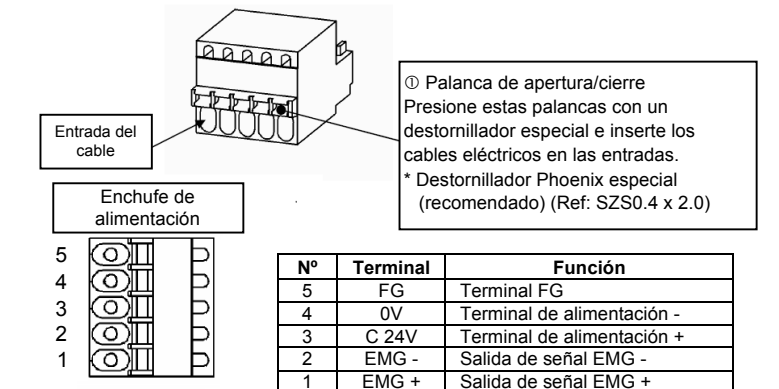 ① Palanca de apertura/cierre
Presione estas palancas con un
destornillador especial e inserte los
cables eléctricos en las entradas.
* Destornillador Phoenix especial
(recomendado) (Ref: SZS0.4 x 2.0)
Entrada del
cable
Enchufe de
alimentación
5
4
3
2
1
Nº Terminal Función
5 FG Terminal FG
4 0V Terminal de alimentación -
3 C 24V Terminal de alimentación +
2 EMG - Salida de señal EMG -
1 EMG + Salida de señal EMG +